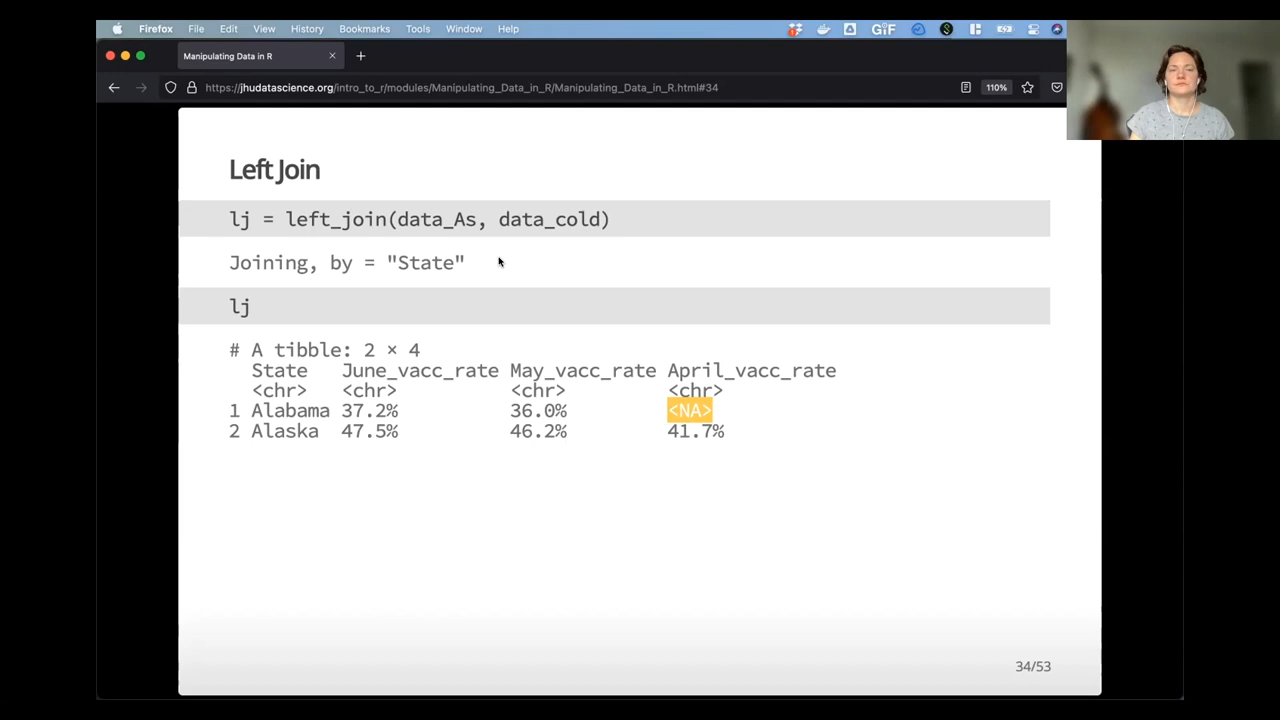 Firefox File Edit View History Bookmarks Tools Window Help GIF
Manipulating Data in R
https://jhudatascience.org/intro_to_r/modules/Manipulating_Data_in_R/Manipulating_Data_in_R.html#34 110%
Left Join
lj = left_join(data_As, data_cold)
Joining, by = "State"
lj
# A tibble: 2 × 4
State June_vacc_rate May_vacc_rate April_vacc_rate
<chr> <chr> <chr> <chr>
1 Alabama 37.2% 36.0% <NA>
2 Alaska 47.5% 46.2% 41.7%
34/53